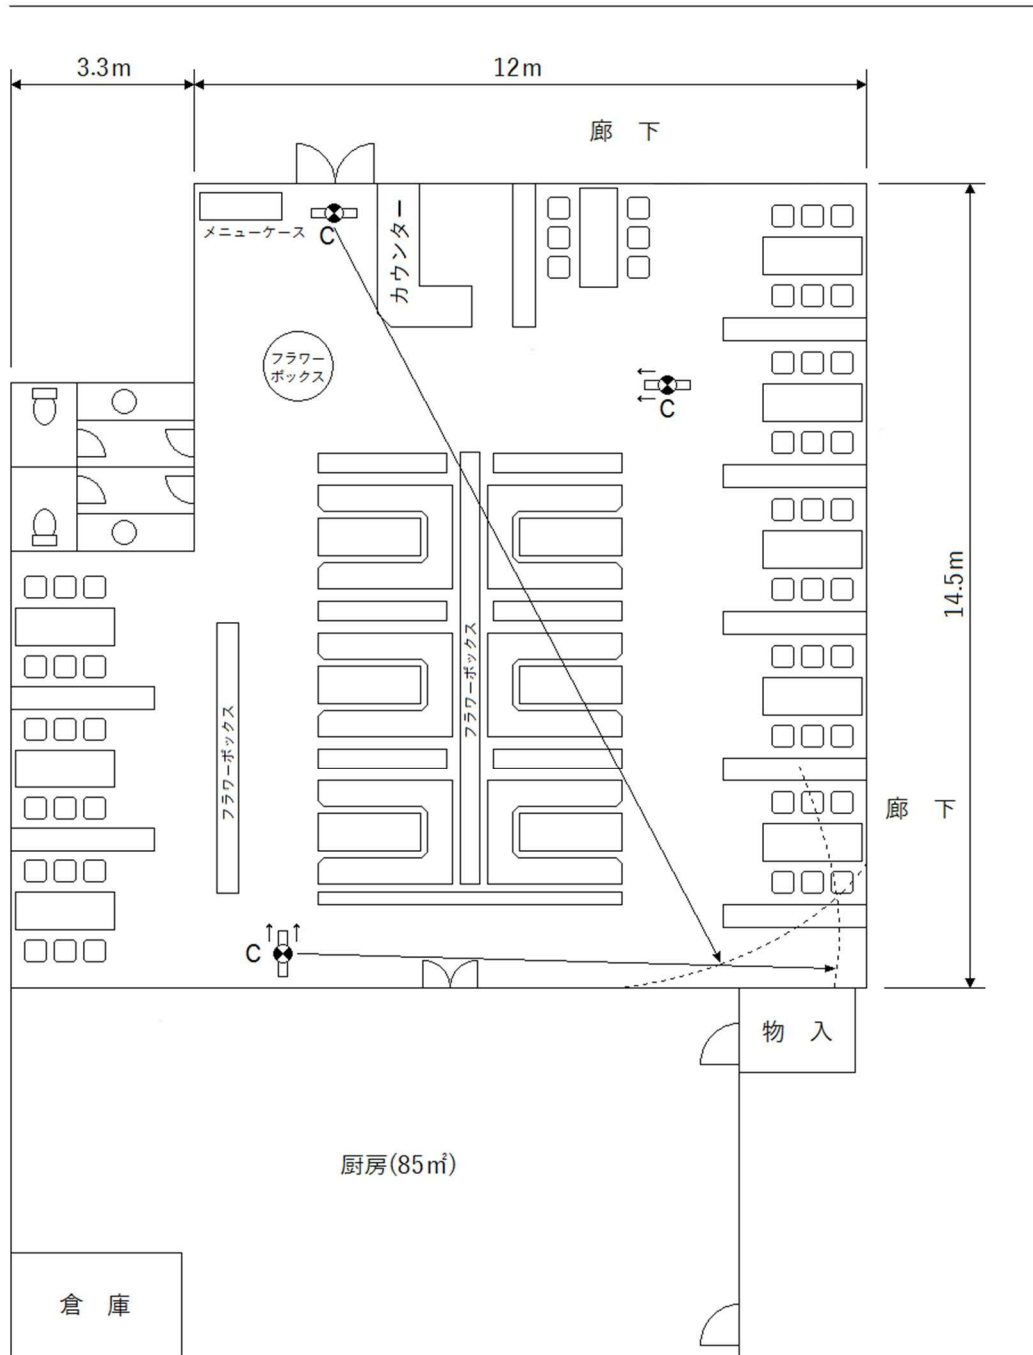 3.3m
12m
廊 下
メニューケース
C
カウンター
フラワー
ボックス
C
14.5m
フラワーボックス
フラワーボックス
廊 下
C
物 入
厨房(85㎡)
倉 庫